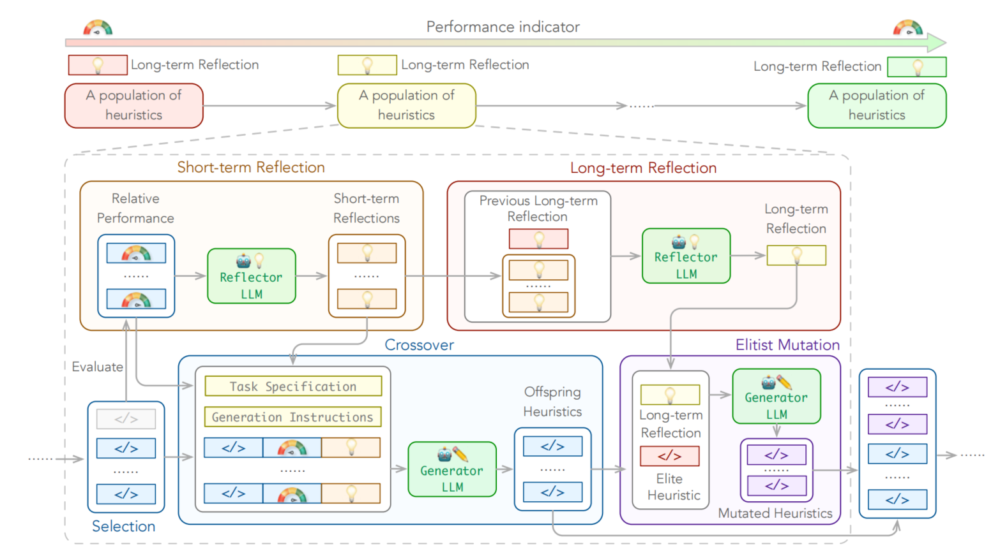 Performance indicator
Long-term Reflection
Long-term Reflection
Long-term Reflection
A population of
heuristics
A population of
heuristics
......
A population of
heuristics
Short-term Reflection
Relative
Performance
......
Reflector
LLM
Short-term
Reflections
......
Long-term Reflection
Previous Long-term
Reflection
......
Reflector
LLM
Long-term
Reflection
Evaluate
......
</>
</>
......
</>
Selection
Crossover
Task Specification
Generation Instructions
</>
......
</>
Generator
LLM
Offspring
Heuristics
</>
......
</>
Elitist Mutation
Long-term
Reflection
</>
Elite
Heuristic
Generator
LLM
</>
......
</>
Mutated Heuristics
</>
......
</>
</>
......
</>
......